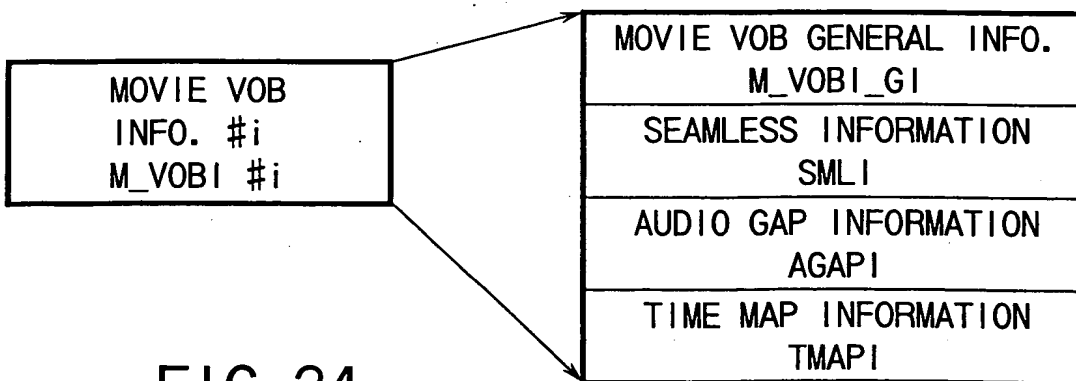 MOVIE VOB
INFO. #i
M_VOBI #i
MOVIE VOB GENERAL INFO.
M_VOBI_GI
SEAMLESS INFORMATION
SMLI
AUDIO GAP INFORMATION
AGAPI
TIME MAP INFORMATION
TMAPI